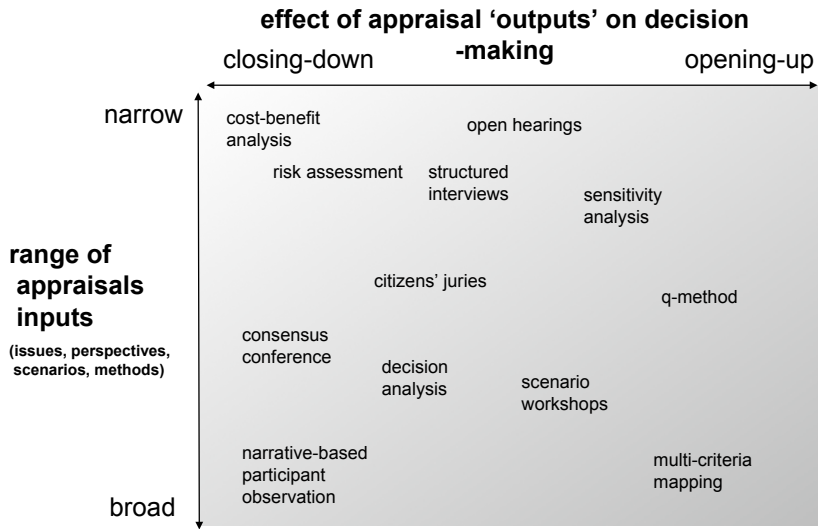 effect of appraisal ‘outputs’ on decision
-making
closing-down
opening-up
narrow
cost-benefit
analysis
open hearings
risk assessment
structured
interviews
sensitivity
analysis
range of
appraisals
inputs
(issues, perspectives,
scenarios, methods)
citizens’ juries
q-method
consensus
conference
decision
analysis
scenario
workshops
narrative-based
participant
observation
multi-criteria
mapping
broad